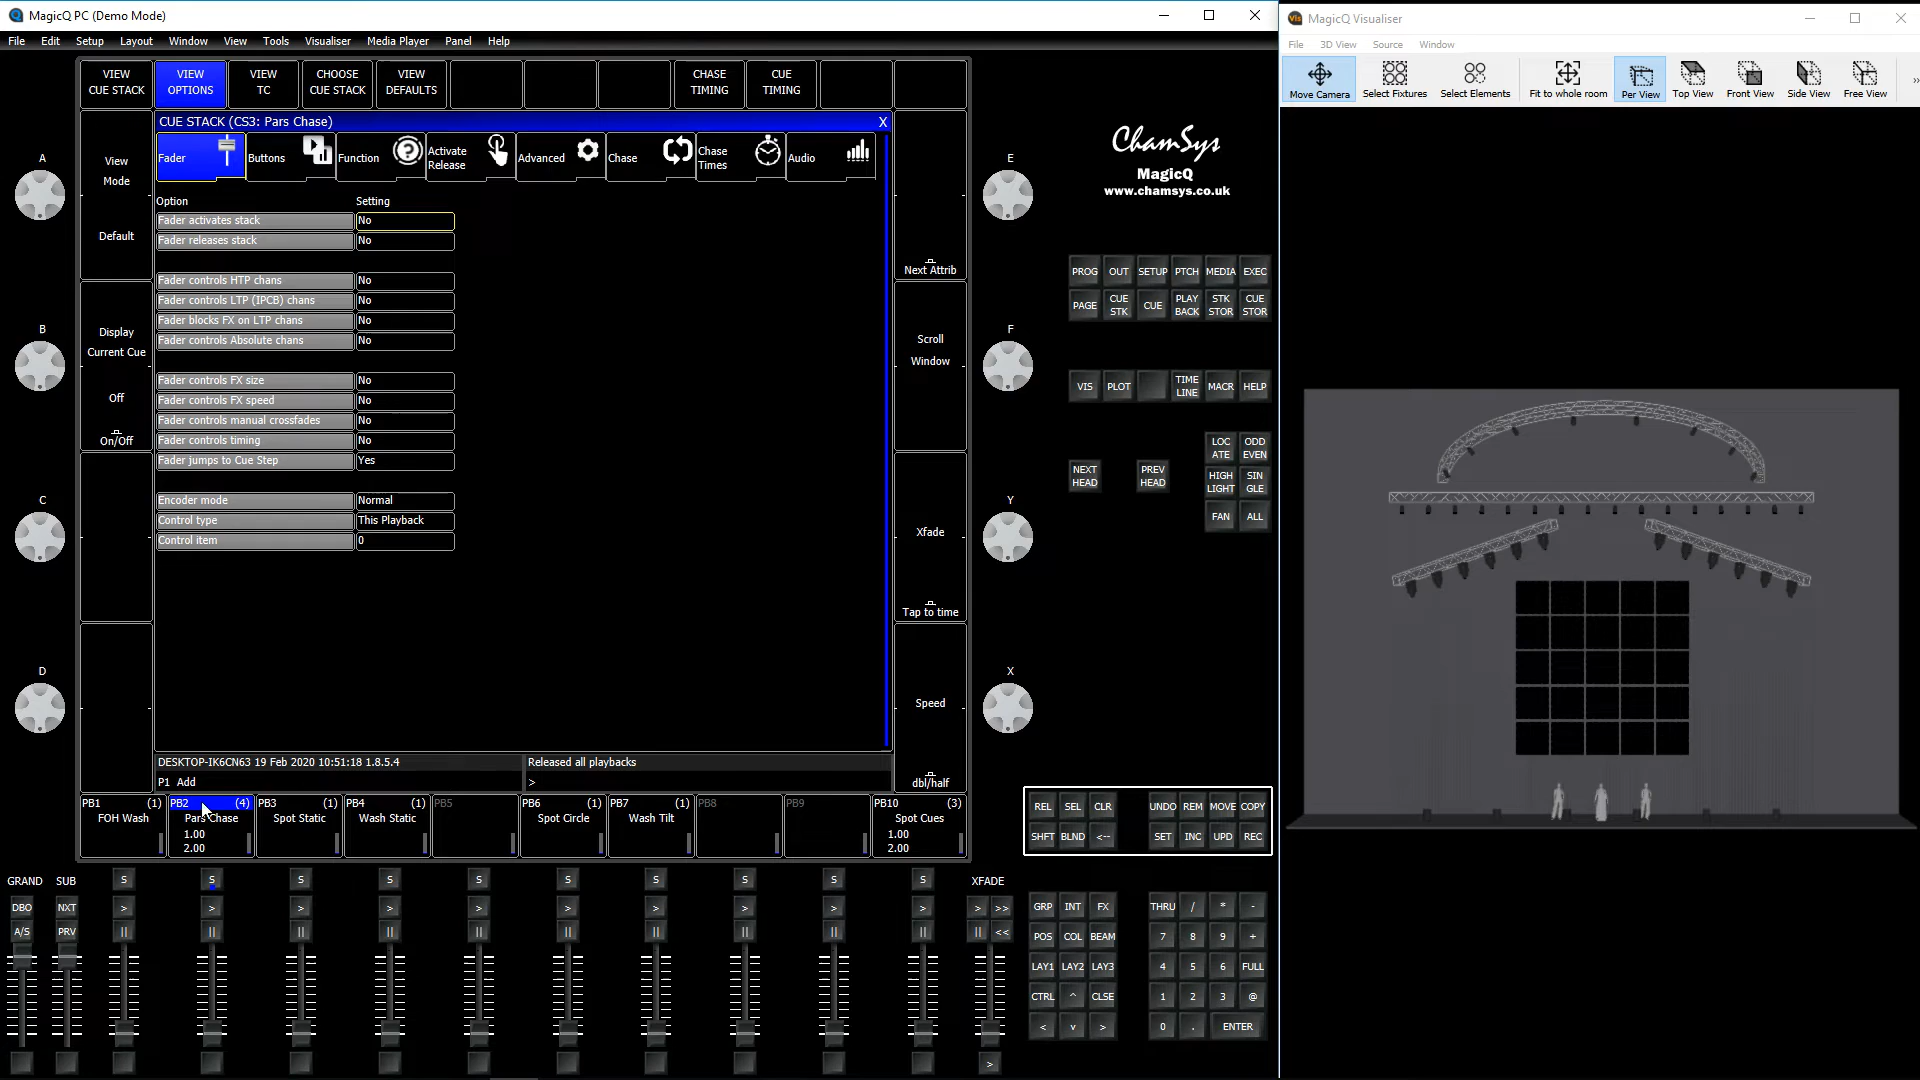 MagicQ PC (Demo Mode)
File Edit Setup Layout Window View Tools Visualiser Media Player Panel Help
VIEW CUE STACK
VIEW OPTIONS
VIEW TC
CHOOSE CUE STACK
VIEW DEFAULTS
CHASE TIMING
CUE TIMING
CUE STACK (CS3: Pars Chase) X
Fader
Buttons
Function
Activate Release
Advanced
Chase
Chase Times
Audio
Option Setting
Fader activates stack No
Fader releases stack No
Fader controls HTP chans No
Fader controls LTP (IPCB) chans No
Fader blocks FX on LTP chans No
Fader controls Absolute chans No
Fader controls FX size No
Fader controls FX speed No
Fader controls manual crossfades No
Fader controls timing No
Fader jumps to Cue Step Yes
Encoder mode Normal
Control type This Playback
Control item 0
A
View
Mode
Default
B
Display
Current Cue
Off
On/Off
C
D
E
Next Attrib
F
Scroll
Window
Y
Xfade
Tap to time
X
Speed
dbl/half
DESKTOP-IK6CN63 19 Feb 2020 10:51:18 1.8.5.4
Released all playbacks
P1 Add
>
PB1 (1)
FOH Wash
PB2 (4)
Pars Chase
1.00
2.00
PB3 (1)
Spot Static
PB4 (1)
Wash Static
PB5
PB6 (1)
Spot Circle
PB7 (1)
Wash Tilt
PB8
PB9
PB10 (3)
Spot Cues
1.00
2.00
GRAND SUB S S S S S S S S S S XFADE
DBO NXT > > > > > > > > > > > >>
A/S PRV || || || || || || || || || || || <<
>
ChamSys
MagicQ
www.chamsys.co.uk
PROG OUT SETUP PTCH MEDIA EXEC
PAGE CUE STK CUE PLAY BACK STK STOR CUE STOR
VIS PLOT TIME LINE MACR HELP
LOC ATE ODD EVEN
NEXT HEAD PREV HEAD HIGH LIGHT SIN GLE
FAN ALL
REL SEL CLR UNDO REM MOVE COPY
SHFT BLND <-- SET INC UPD REC
GRP INT FX THRU / * -
POS COL BEAM 7 8 9 +
LAY1 LAY2 LAY3 4 5 6 FULL
CTRL ^ CLSE 1 2 3 @
< v > 0 . ENTER
MagicQ Visualiser
File 3D View Source Window
Move Camera
Select Fixtures
Select Elements
Fit to whole room
Per View
Top View
Front View
Side View
Free View
»